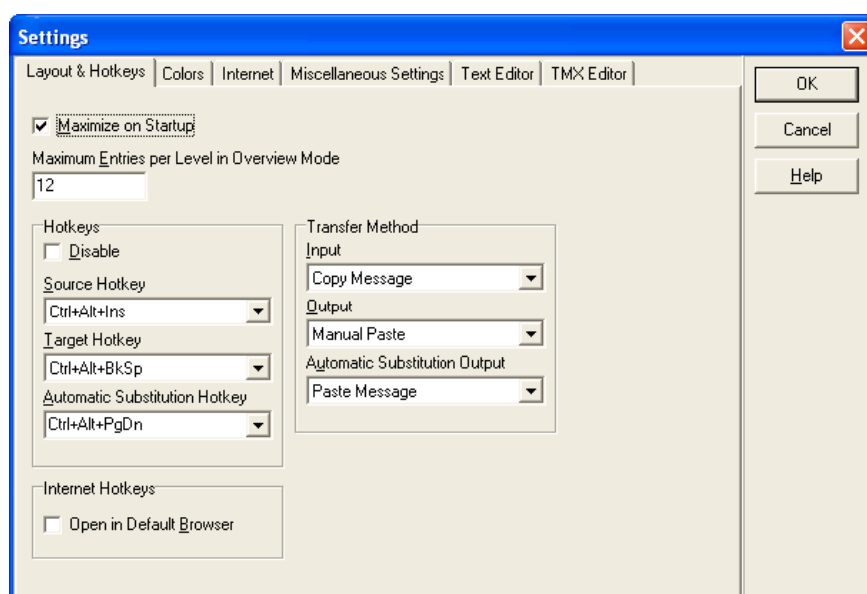 Settings
Layout & Hotkeys Colors Internet Miscellaneous Settings Text Editor TMX Editor
OK
Cancel
Help
Maximize on Startup
Maximum Entries per Level in Overview Mode
12
Hotkeys
Disable
Source Hotkey
Ctrl+Alt+Ins
Target Hotkey
Ctrl+Alt+BkSp
Automatic Substitution Hotkey
Ctrl+Alt+PgDn
Transfer Method
Input
Copy Message
Output
Manual Paste
Automatic Substitution Output
Paste Message
Internet Hotkeys
Open in Default Browser